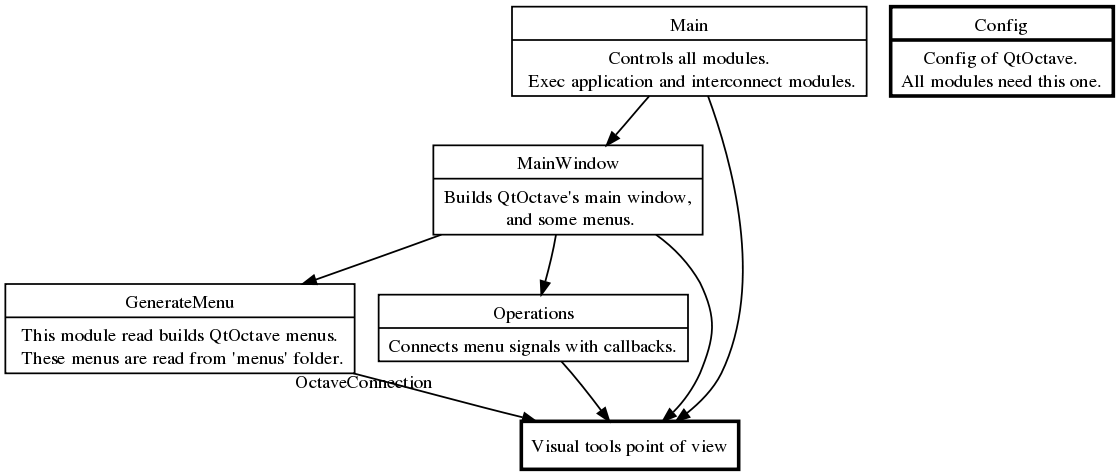 Main
Controls all modules.
Exec application and interconnect modules.
Config
Config of QtOctave.
All modules need this one.
MainWindow
Builds QtOctave's main window,
and some menus.
GenerateMenu
This module read builds QtOctave menus.
These menus are read from 'menus' folder.
Operations
Connects menu signals with callbacks.
OctaveConnection
Visual tools point of view